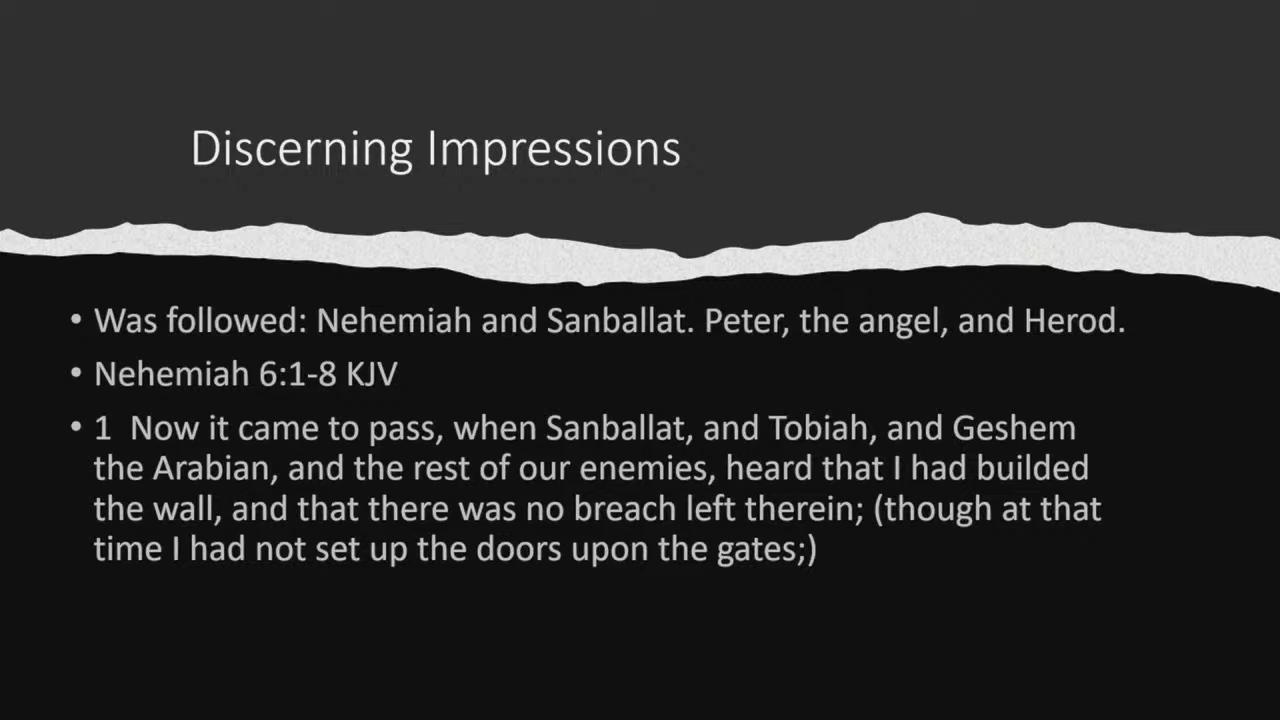 Discerning Impressions
• Was followed: Nehemiah and Sanballat. Peter, the angel, and Herod.
• Nehemiah 6:1-8 KJV
• 1  Now it came to pass, when Sanballat, and Tobiah, and Geshem
the Arabian, and the rest of our enemies, heard that I had builded
the wall, and that there was no breach left therein; (though at that
time I had not set up the doors upon the gates;)